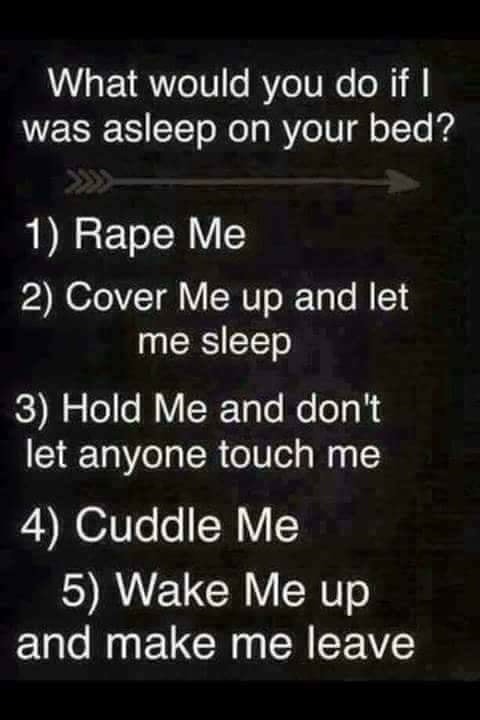 What would you do if I
was asleep on your bed?
1) Rape Me
2) Cover Me up and let
me sleep
3) Hold Me and don't
let anyone touch me
4) Cuddle Me
5) Wake Me up
and make me leave